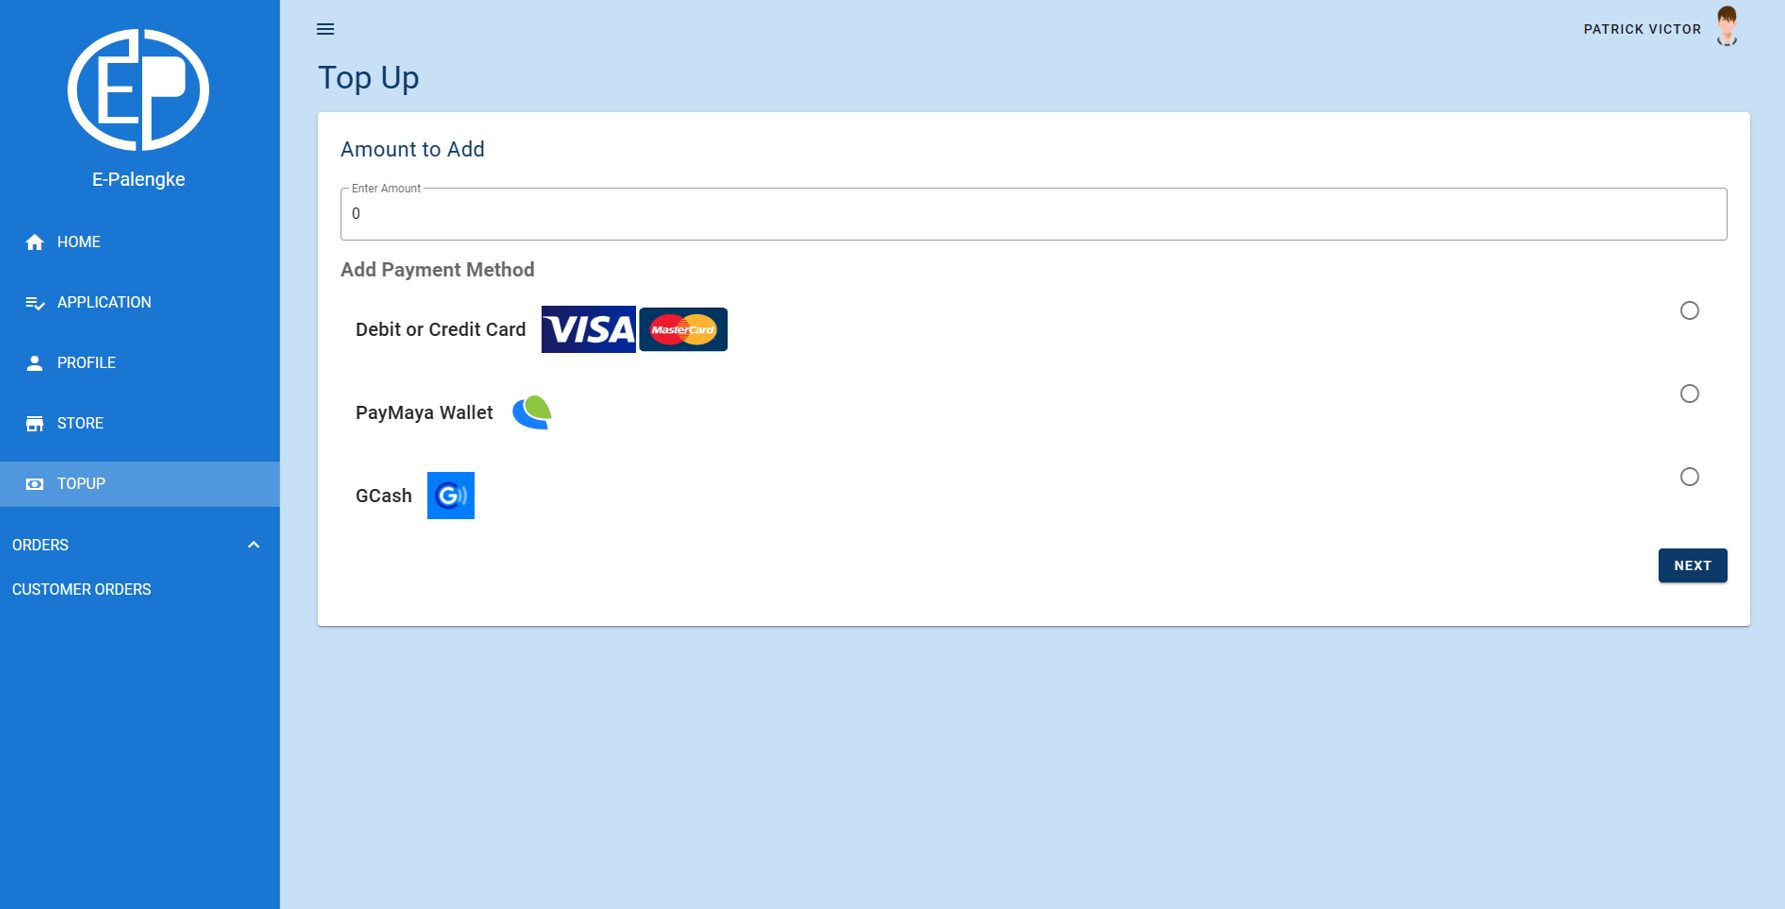 EP
E-Palengke
HOME
APPLICATION
PROFILE
STORE
TOPUP
ORDERS
CUSTOMER ORDERS
PATRICK VICTOR
Top Up
Amount to Add
Enter Amount
0
Add Payment Method
Debit or Credit Card VISA MasterCard
PayMaya Wallet
GCash G
NEXT